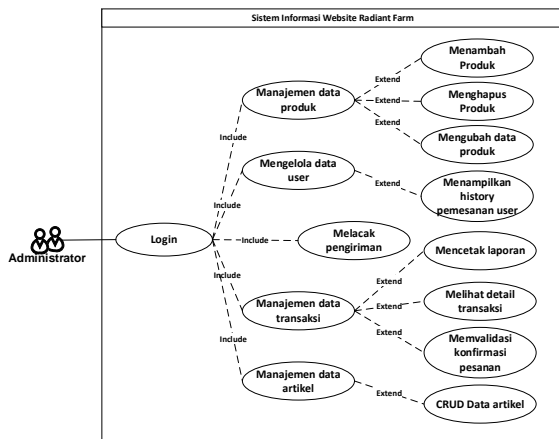 Sistem Informasi Website Radiant Farm
Menambah
Produk
Extend
Manajemen data
produk
Extend
Menghapus
Produk
Extend
Mengubah data
produk
Include
Mengelola data
user
Extend
Menampilkan
history
pemesanan user
Include
Administrator
Login
Include
Melacak
pengiriman
Mencetak laporan
Extend
Include
Manajemen data
transaksi
Extend
Melihat detail
transaksi
Extend
Memvalidasi
konfirmasi
pesanan
Include
Manajemen data
artikel
Extend
CRUD Data artikel